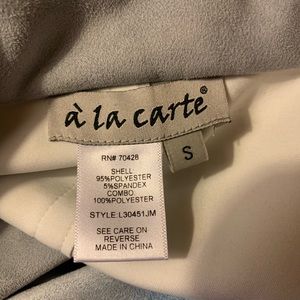 à la carte®
S
RN# 70428
SHELL
95%POLYESTER
5%SPANDEX
COMBO.
100%POLYESTER
STYLE:L30451JM
SEE CARE ON
REVERSE
MADE IN CHINA